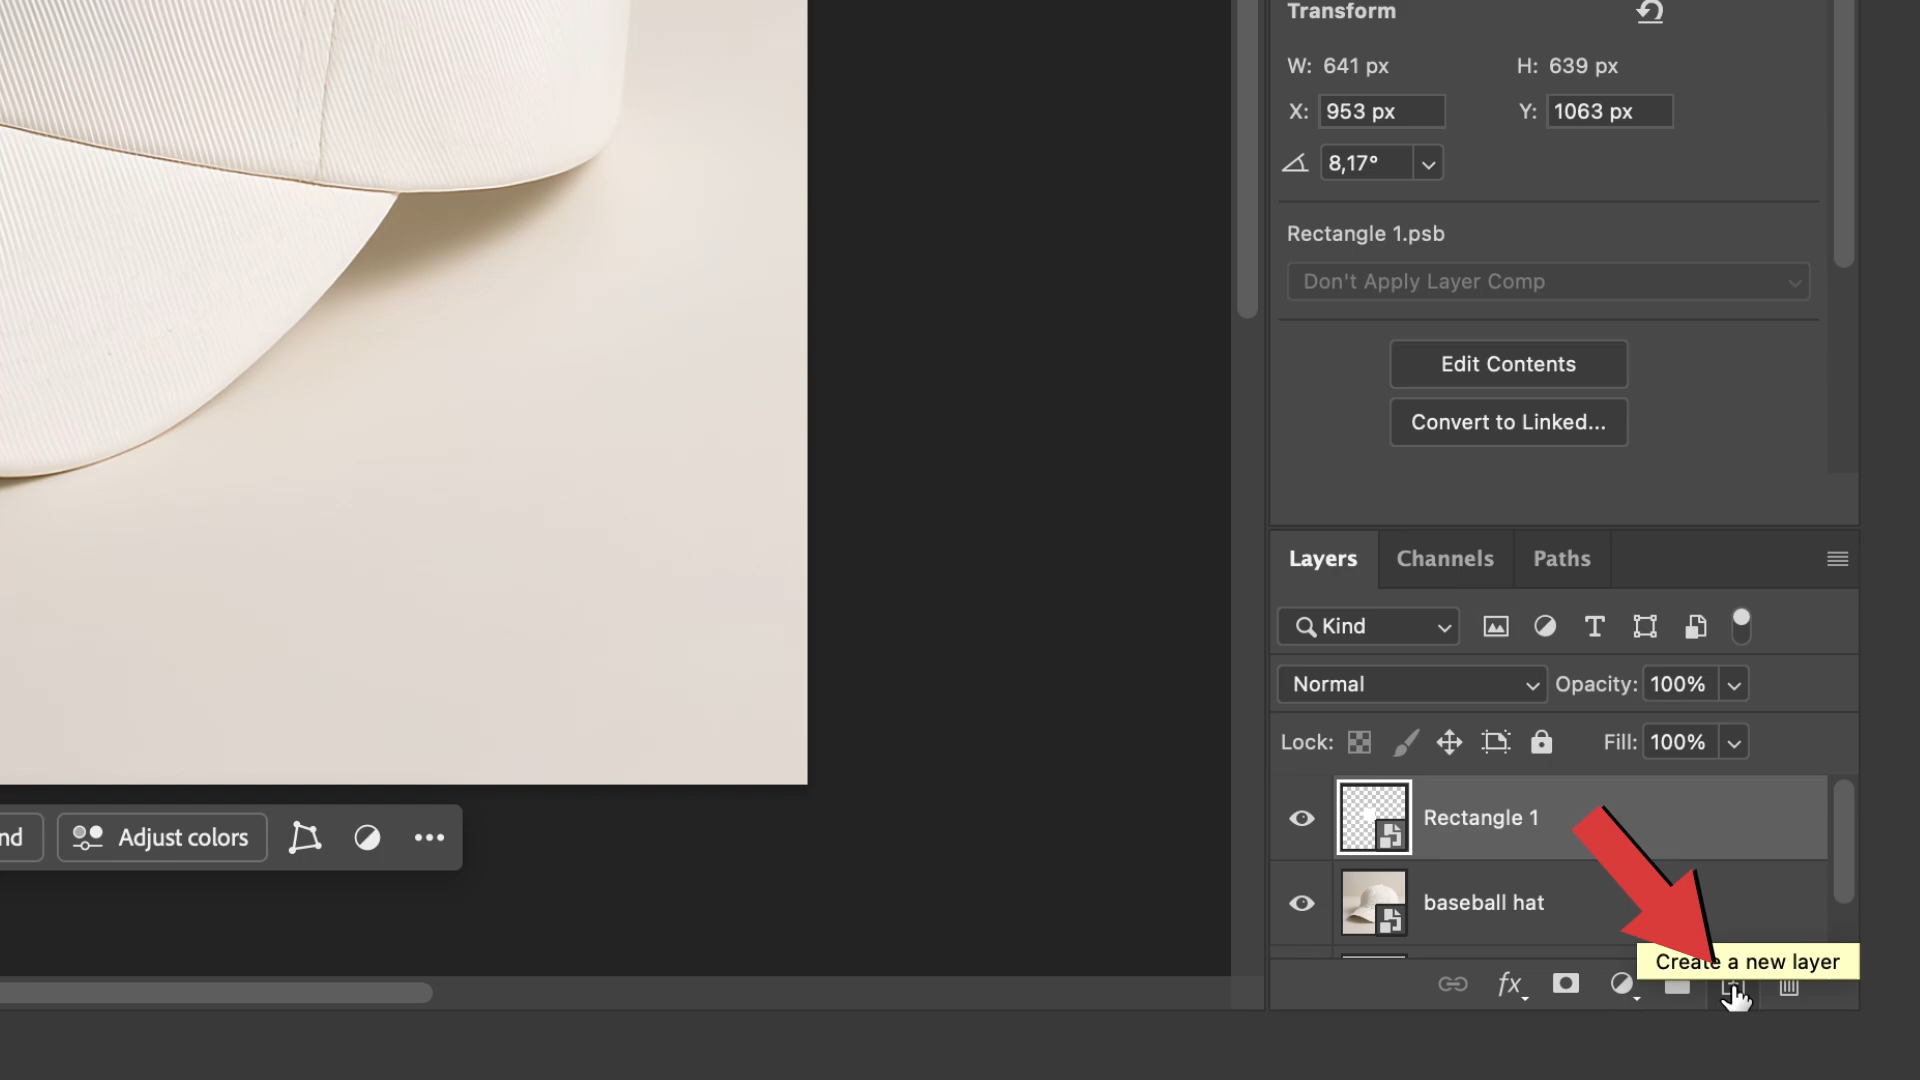 Transform
W: 641 px H: 639 px
X: 953 px Y: 1063 px
8,17°
Rectangle 1.psb
Don't Apply Layer Comp
Edit Contents
Convert to Linked...
Layers Channels Paths
Kind
Normal Opacity: 100%
Lock: Fill: 100%
Rectangle 1
nd Adjust colors
baseball hat
Create a new layer
fx